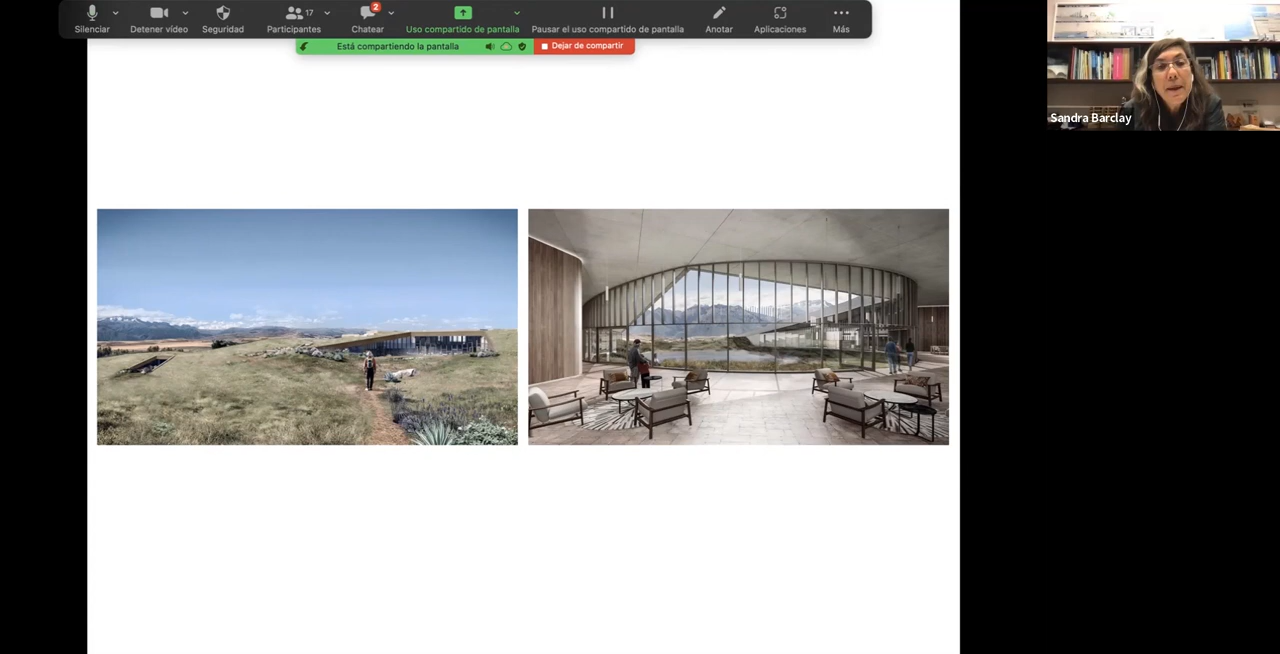 Silenciar
Detener vídeo
Seguridad
17
Participantes
2
Chatear
Uso compartido de pantalla
Pausar el uso compartido de pantalla
Anotar
Aplicaciones
Más
Está compartiendo la pantalla
Dejar de compartir
Sandra Barclay